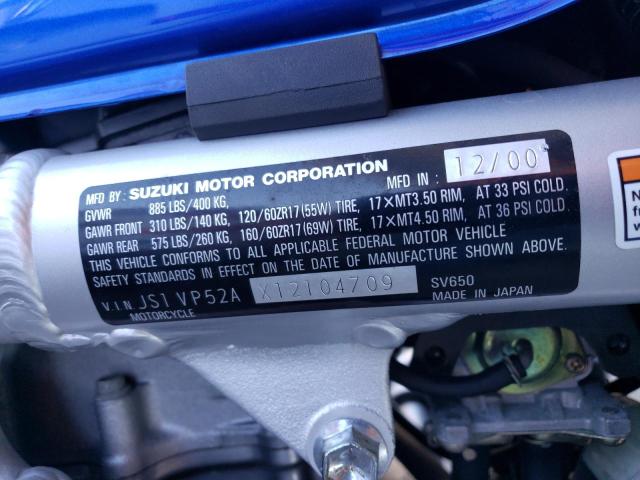 MFD BY: SUZUKI MOTOR CORPORATION MFD IN: 12/00
GVWR 885 LBS/400 KG,
GAWR FRONT 310 LBS/140 KG, 120/60ZR17(55W) TIRE, 17×MT3.50 RIM, AT 33 PSI COLD.
GAWR REAR 575 LBS/260 KG, 160/60ZR17(69W) TIRE, 17×MT4.50 RIM, AT 36 PSI COLD.
THIS VEHICLE CONFORMS TO ALL APPLICABLE FEDERAL MOTOR VEHICLE
SAFETY STANDARDS IN EFFECT ON THE DATE OF MANUFACTURE SHOWN ABOVE.
V.I.N JS1VP52A X12104709 SV650
MOTORCYCLE MADE IN JAPAN